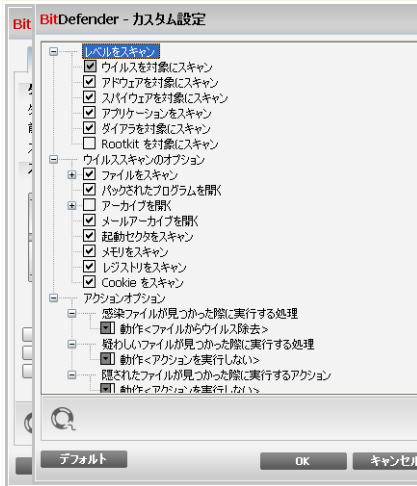 Bit
BitDefender - カスタム設定
レベルをスキャン
ウイルスを対象にスキャン
アドウェアを対象にスキャン
スパイウェアを対象にスキャン
アプリケーションをスキャン
ダイアラを対象にスキャン
Rootkit を対象にスキャン
ウイルススキャンのオプション
ファイルをスキャン
パックされたプログラムを開く
アーカイブを開く
メールアーカイブを開く
起動セクタをスキャン
メモリをスキャン
レジストリをスキャン
Cookie をスキャン
アクションオプション
感染ファイルが見つかった際に実行する処理
動作<ファイルからウイルス除去>
疑わしいファイルが見つかった際に実行する処理
動作<アクションを実行しない>
隠されたファイルが見つかった際に実行するアクション
動作<アクションを実行しない>
デフォルト
OK
キャンセル